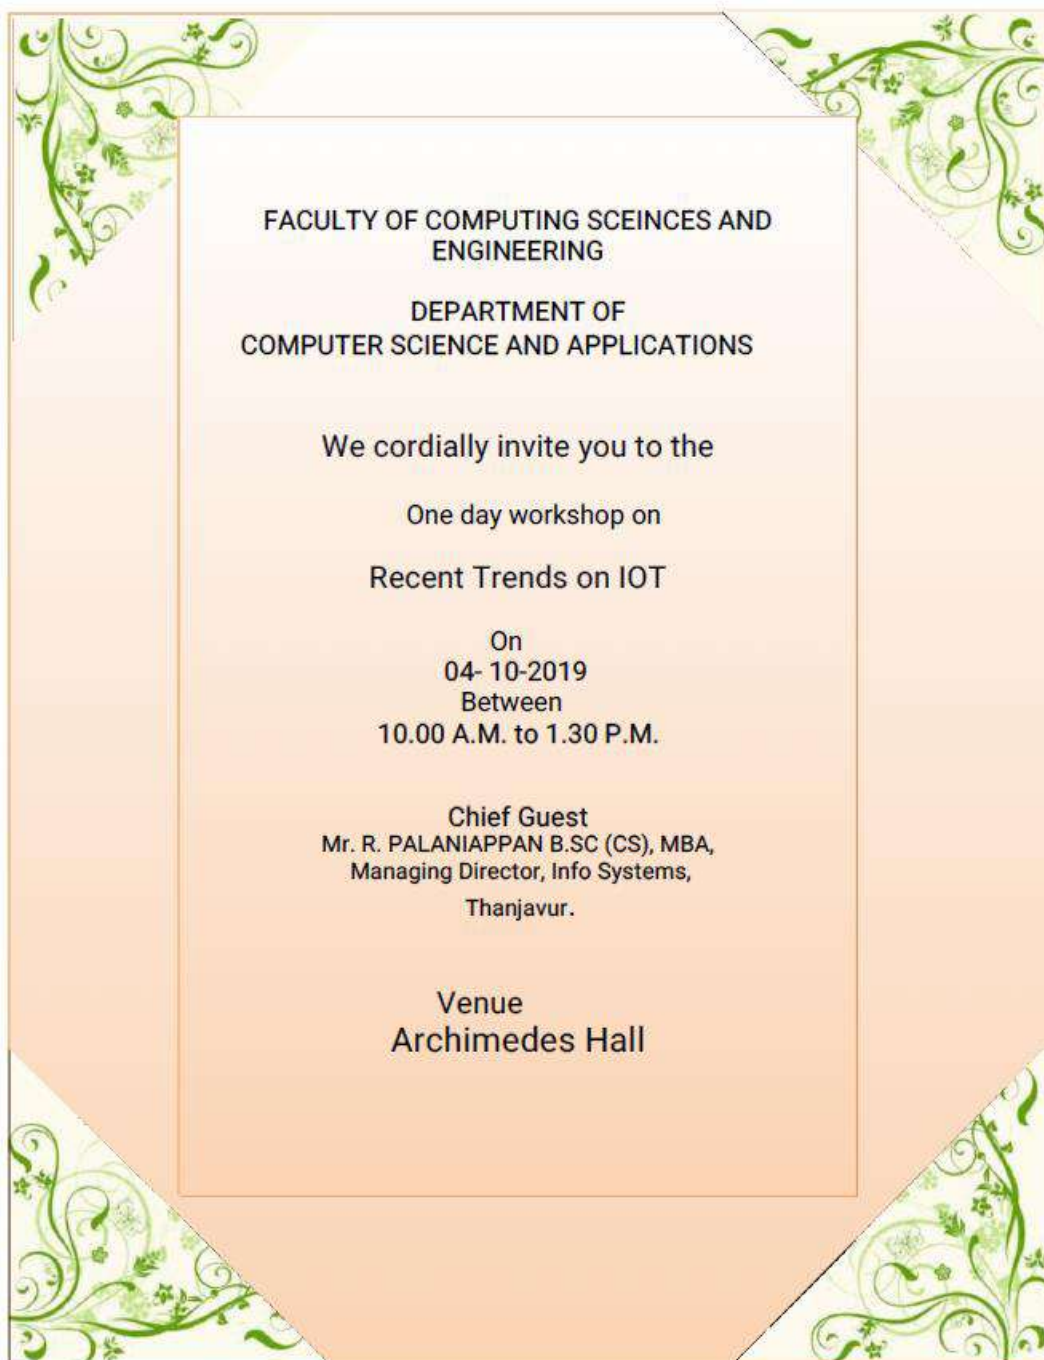 FACULTY OF COMPUTING SCEINCES AND
ENGINEERING
DEPARTMENT OF
COMPUTER SCIENCE AND APPLICATIONS
We cordially invite you to the
One day workshop on
Recent Trends on IOT
On
04- 10-2019
Between
10.00 A.M. to 1.30 P.M.
Chief Guest
Mr. R. PALANIAPPAN B.SC (CS), MBA,
Managing Director, Info Systems,
Thanjavur.
Venue
Archimedes Hall